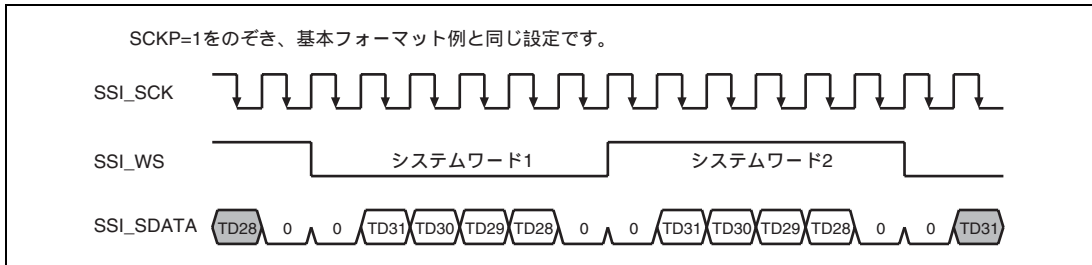 SCKP=1をのぞき、基本フォーマット例と同じ設定です。
SSI_SCK
SSI_WS システムワード1 システムワード2
SSI_SDATA TD28 0 0 TD31 TD30 TD29 TD28 0 0 TD31 TD30 TD29 TD28 0 0 TD31